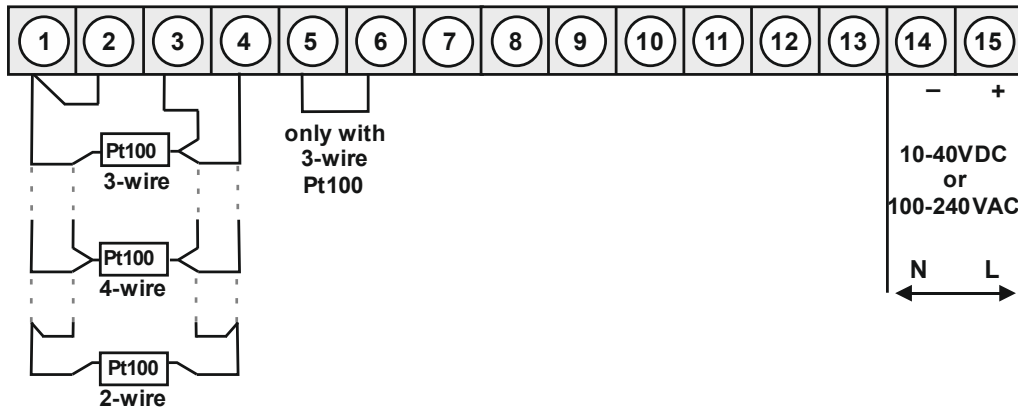 1 2 3 4 5 6 7 8 9 10 11 12 13 14 15
– +
Pt100
3-wire
only with
3-wire
Pt100
10-40VDC
or
100-240VAC
Pt100
4-wire
N L
Pt100
2-wire